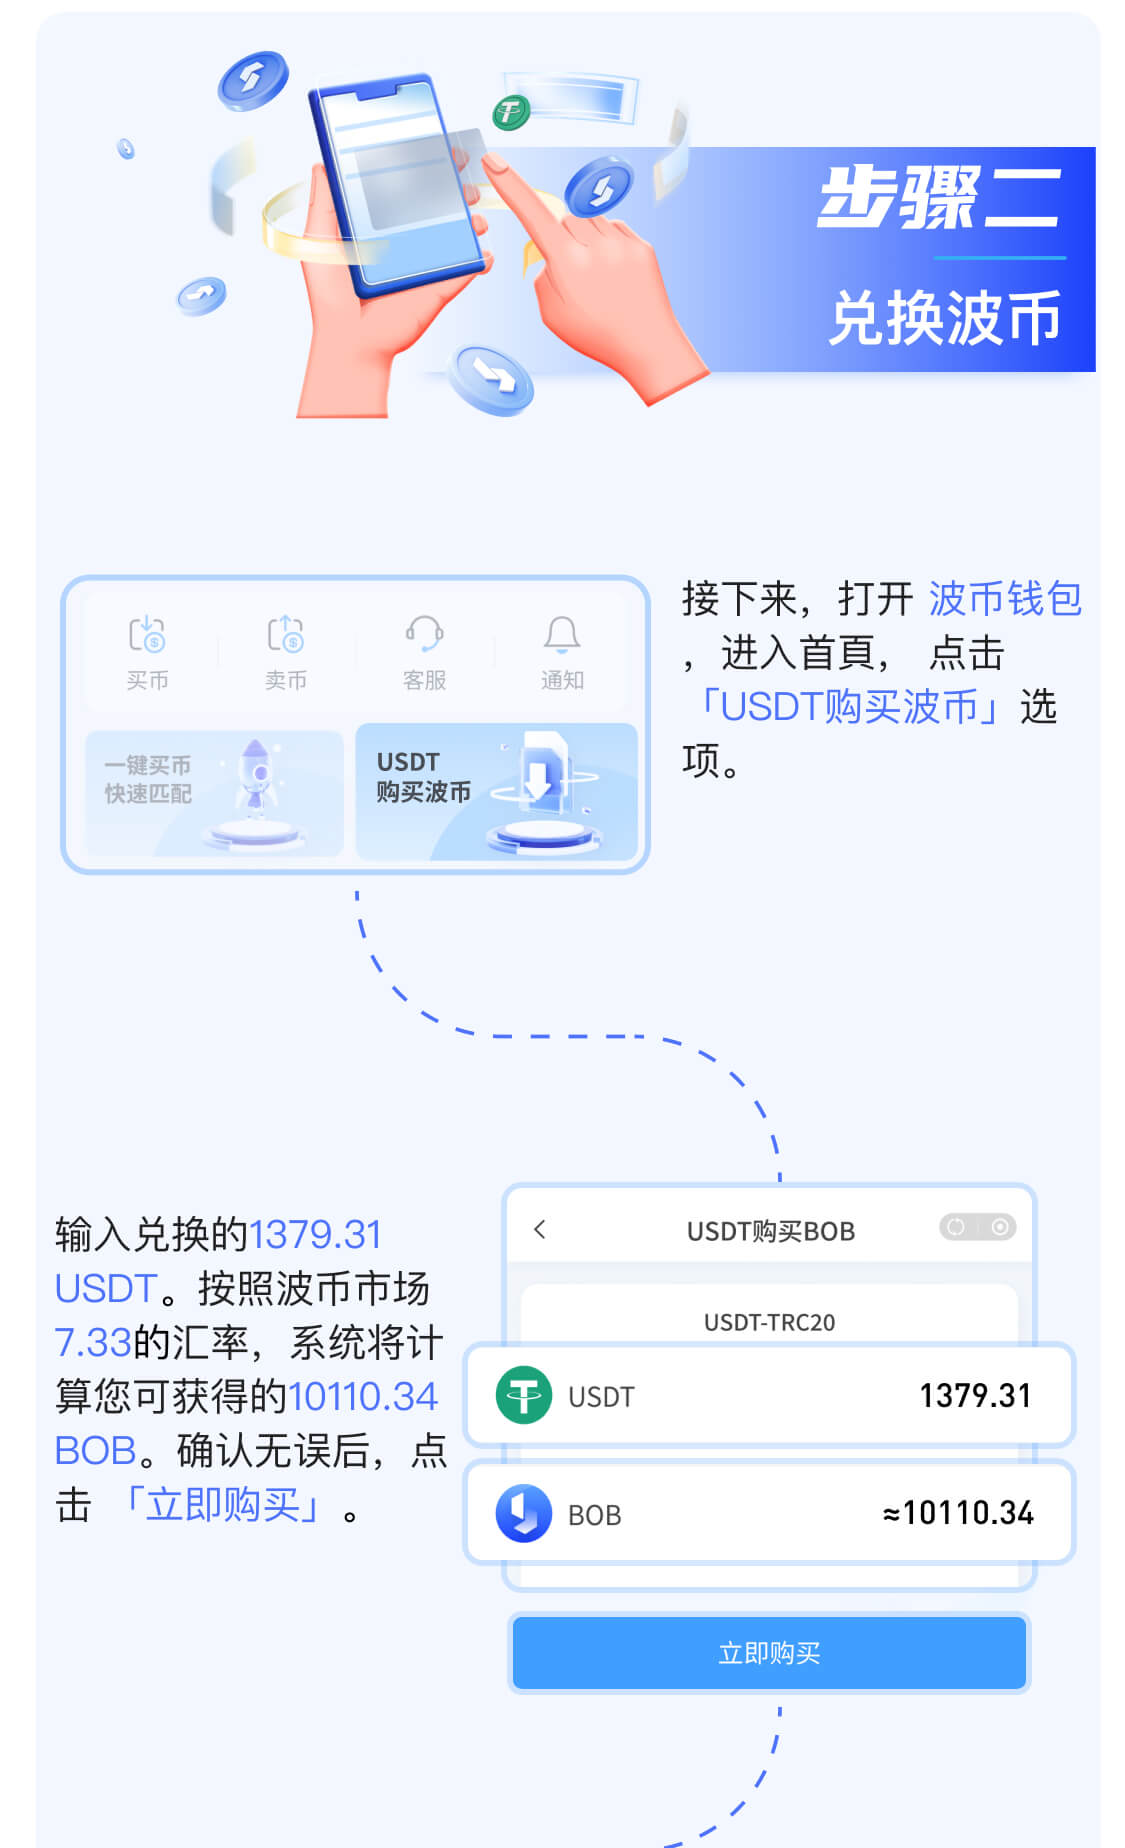 步骤二
兑换波币
买币
卖币
客服
通知
一键买币
快速匹配
USDT
购买波币
接下来，打开 波币钱包
，进入首頁， 点击
「USDT购买波币」选
项。
输入兑换的1379.31
USDT。按照波币市场
7.33的汇率，系统将计
算您可获得的10110.34
BOB。确认无误后，点
击 「立即购买」 。
USDT购买BOB
USDT-TRC20
USDT 1379.31
BOB ≈10110.34
立即购买